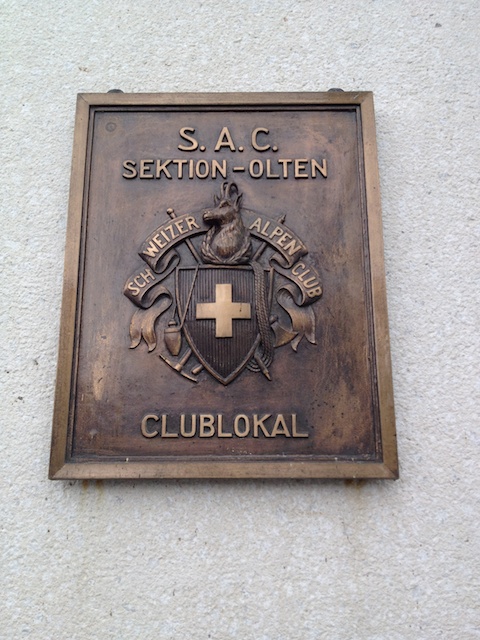 S. A. C.
SEKTION-OLTEN
SCHWEIZER ALPEN CLUB
CLUBLOKAL